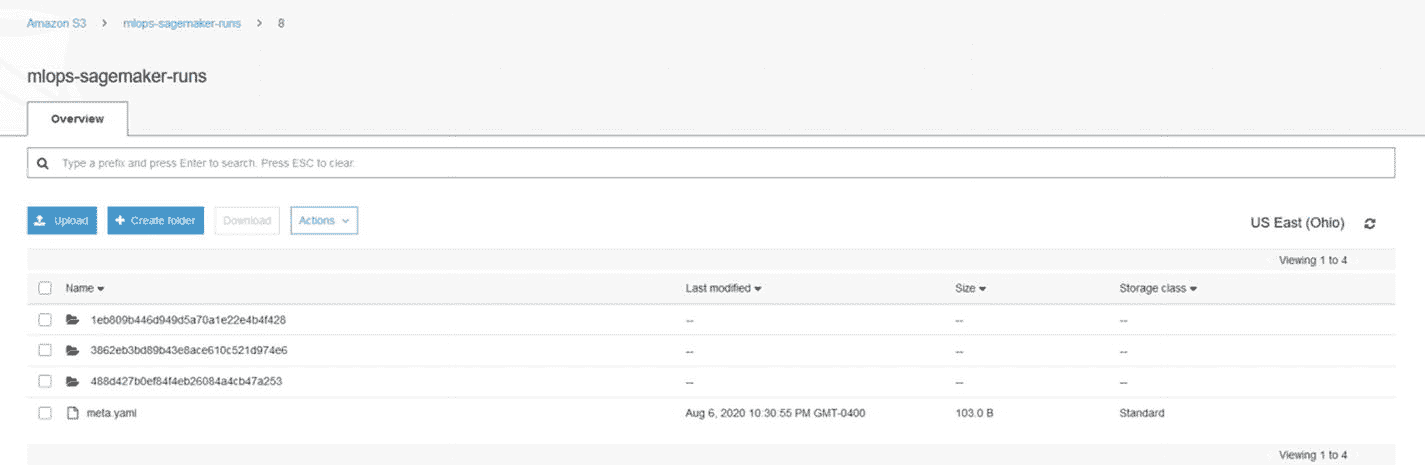 Amazon S3 > mlops-sagemaker-runs > 8
mlops-sagemaker-runs
Overview
Type a prefix and press Enter to search. Press ESC to clear.
Upload Create folder Download Actions US East (Ohio)
Viewing 1 to 4
Name Last modified Size Storage class
1eb809b446d949d5a70a1e22e4b4f428 -- -- --
3862eb3bd89b43e8ace610c521d974e6 -- -- --
488d427b0ef84f4eb26084a4cb47a253 -- -- --
meta.yaml Aug 6, 2020 10:30:55 PM GMT-0400 103.0 B Standard
Viewing 1 to 4